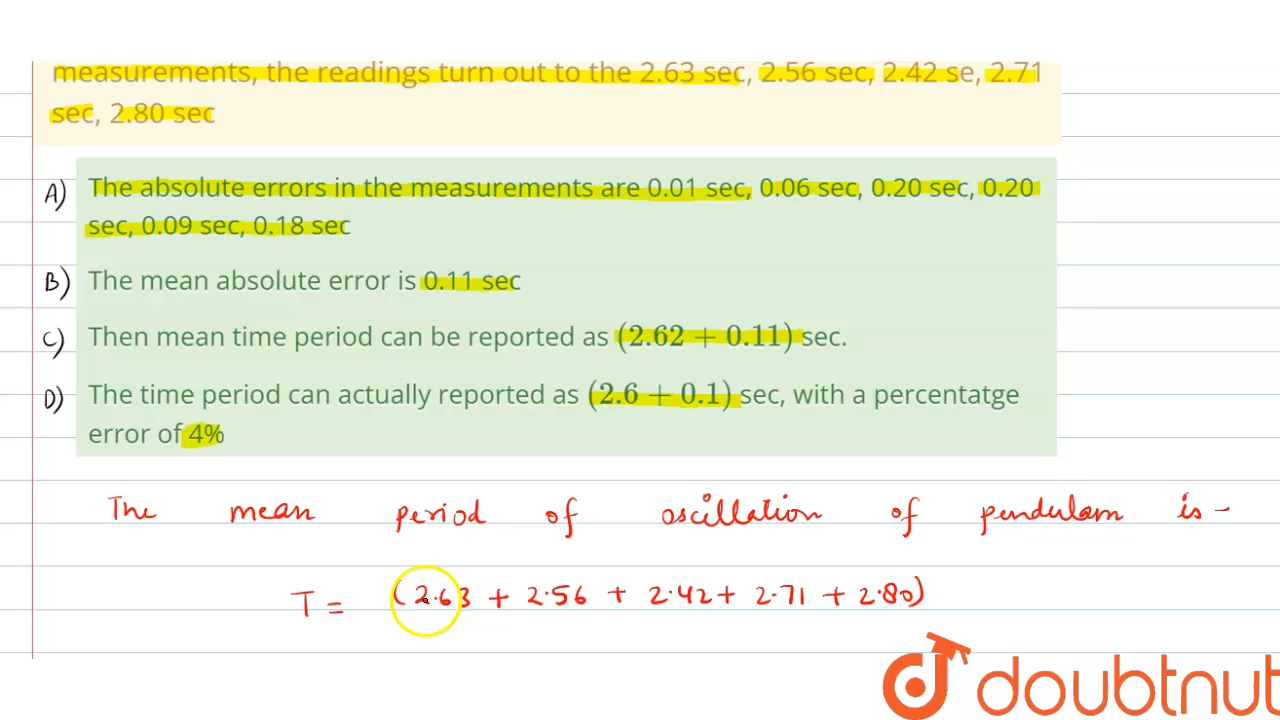 measurements, the readings turn out to the 2.63 sec, 2.56 sec, 2.42 se, 2.71
sec, 2.80 sec
A) The absolute errors in the measurements are 0.01 sec, 0.06 sec, 0.20 sec, 0.20
sec, 0.09 sec, 0.18 sec
B) The mean absolute error is 0.11 sec
C) Then mean time period can be reported as (2.62 + 0.11) sec.
D) The time period can actually reported as (2.6 + 0.1) sec, with a percentatge
error of 4%
The mean period of oscillation of pendulam is -
T = (2.63 + 2.56 + 2.42 + 2.71 + 2.80)
doubtnut